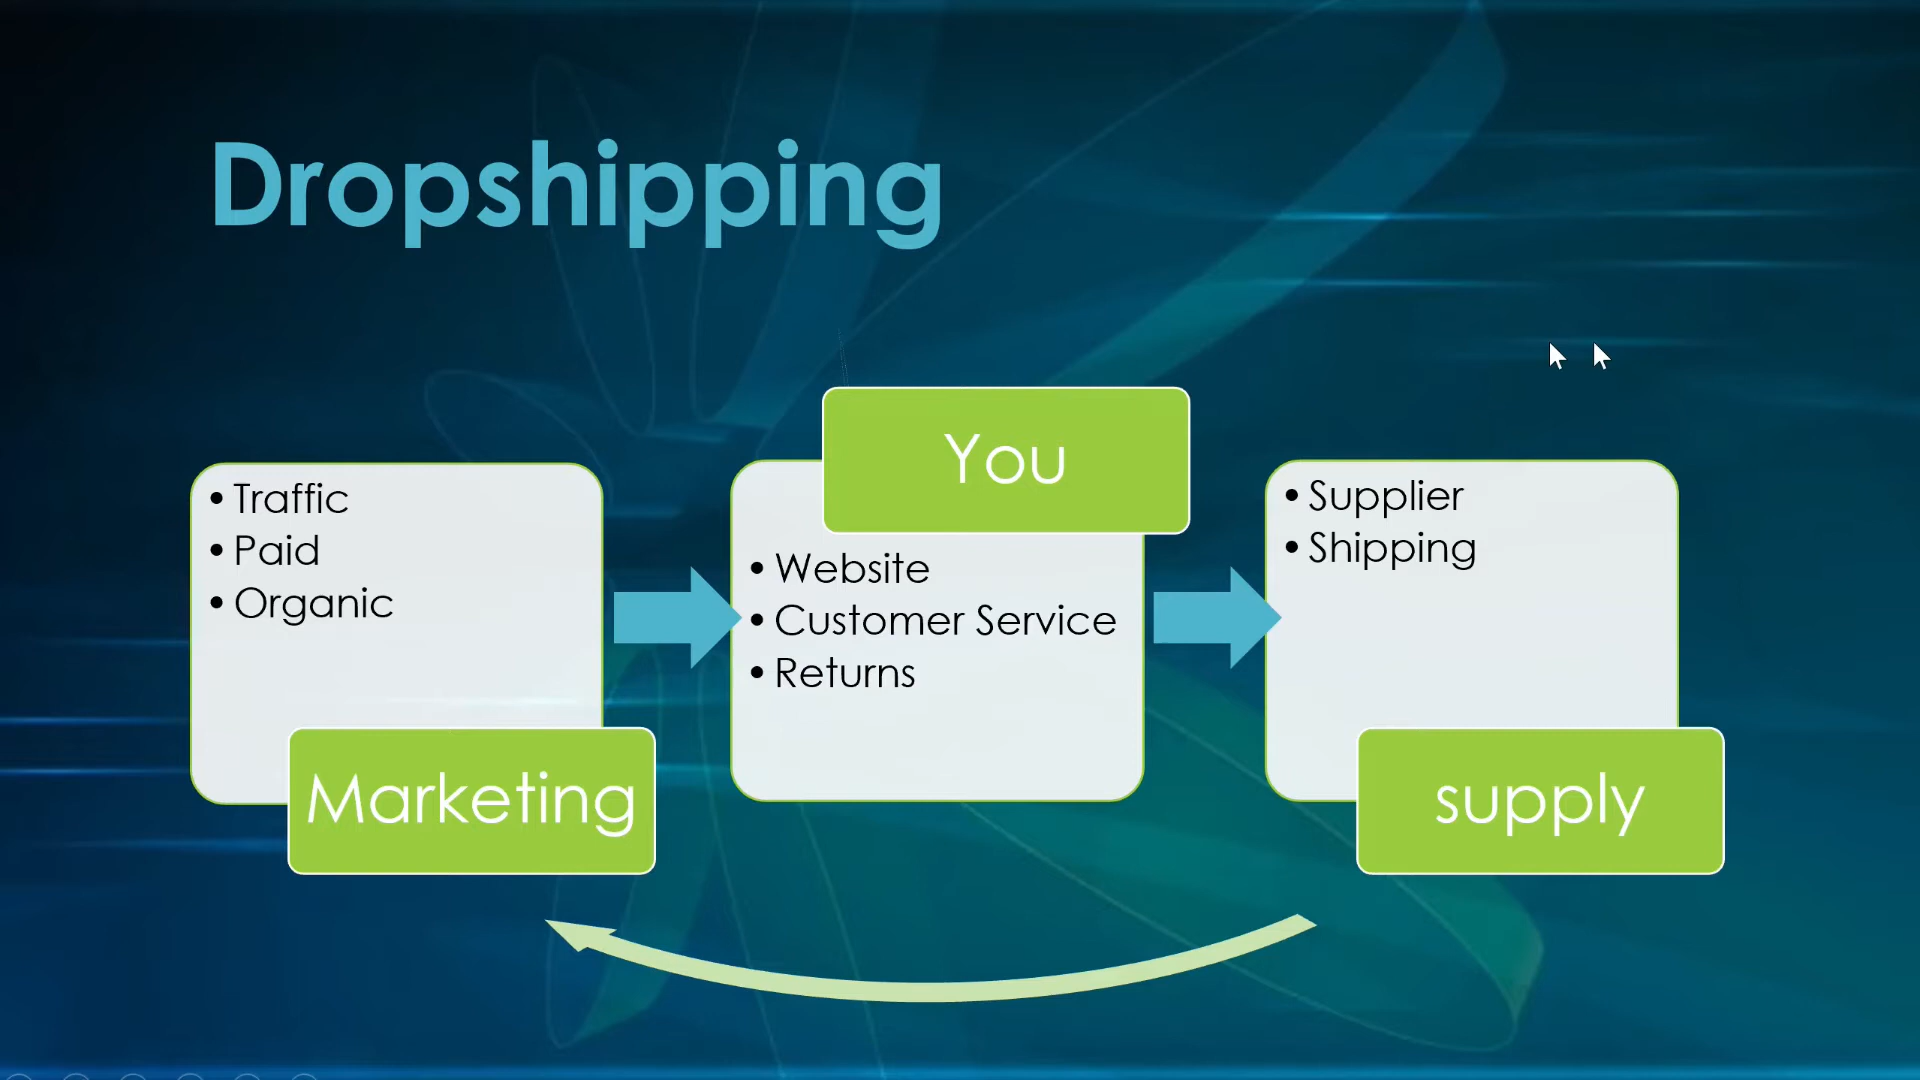 Dropshipping
• Traffic
• Paid
• Organic
Marketing
You
• Website
• Customer Service
• Returns
• Supplier
• Shipping
supply